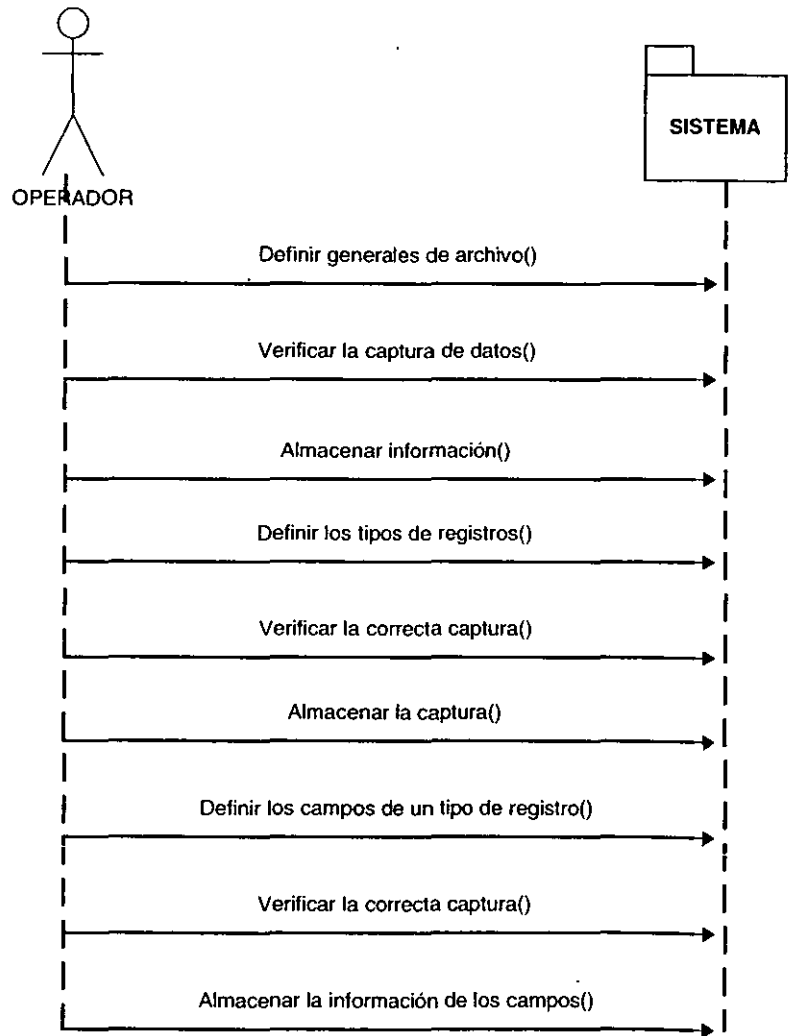 SISTEMA
OPERADOR
Definir generales de archivo()
Verificar la captura de datos()
Almacenar información()
Definir los tipos de registros()
Verificar la correcta captura()
Almacenar la captura()
Definir los campos de un tipo de registro()
Verificar la correcta captura()
Almacenar la información de los campos()